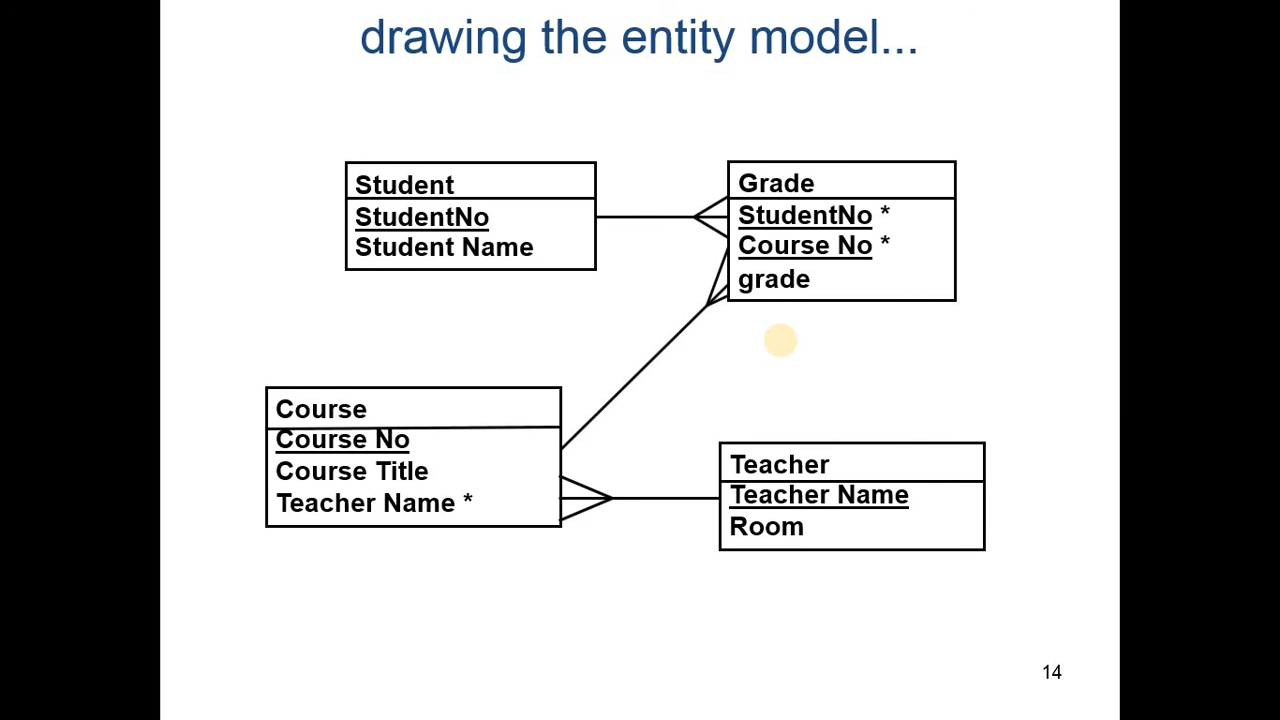 drawing the entity model...
Student
StudentNo
Student Name
Grade
StudentNo *
Course No *
grade
Course
Course No
Course Title
Teacher Name *
Teacher
Teacher Name
Room
14